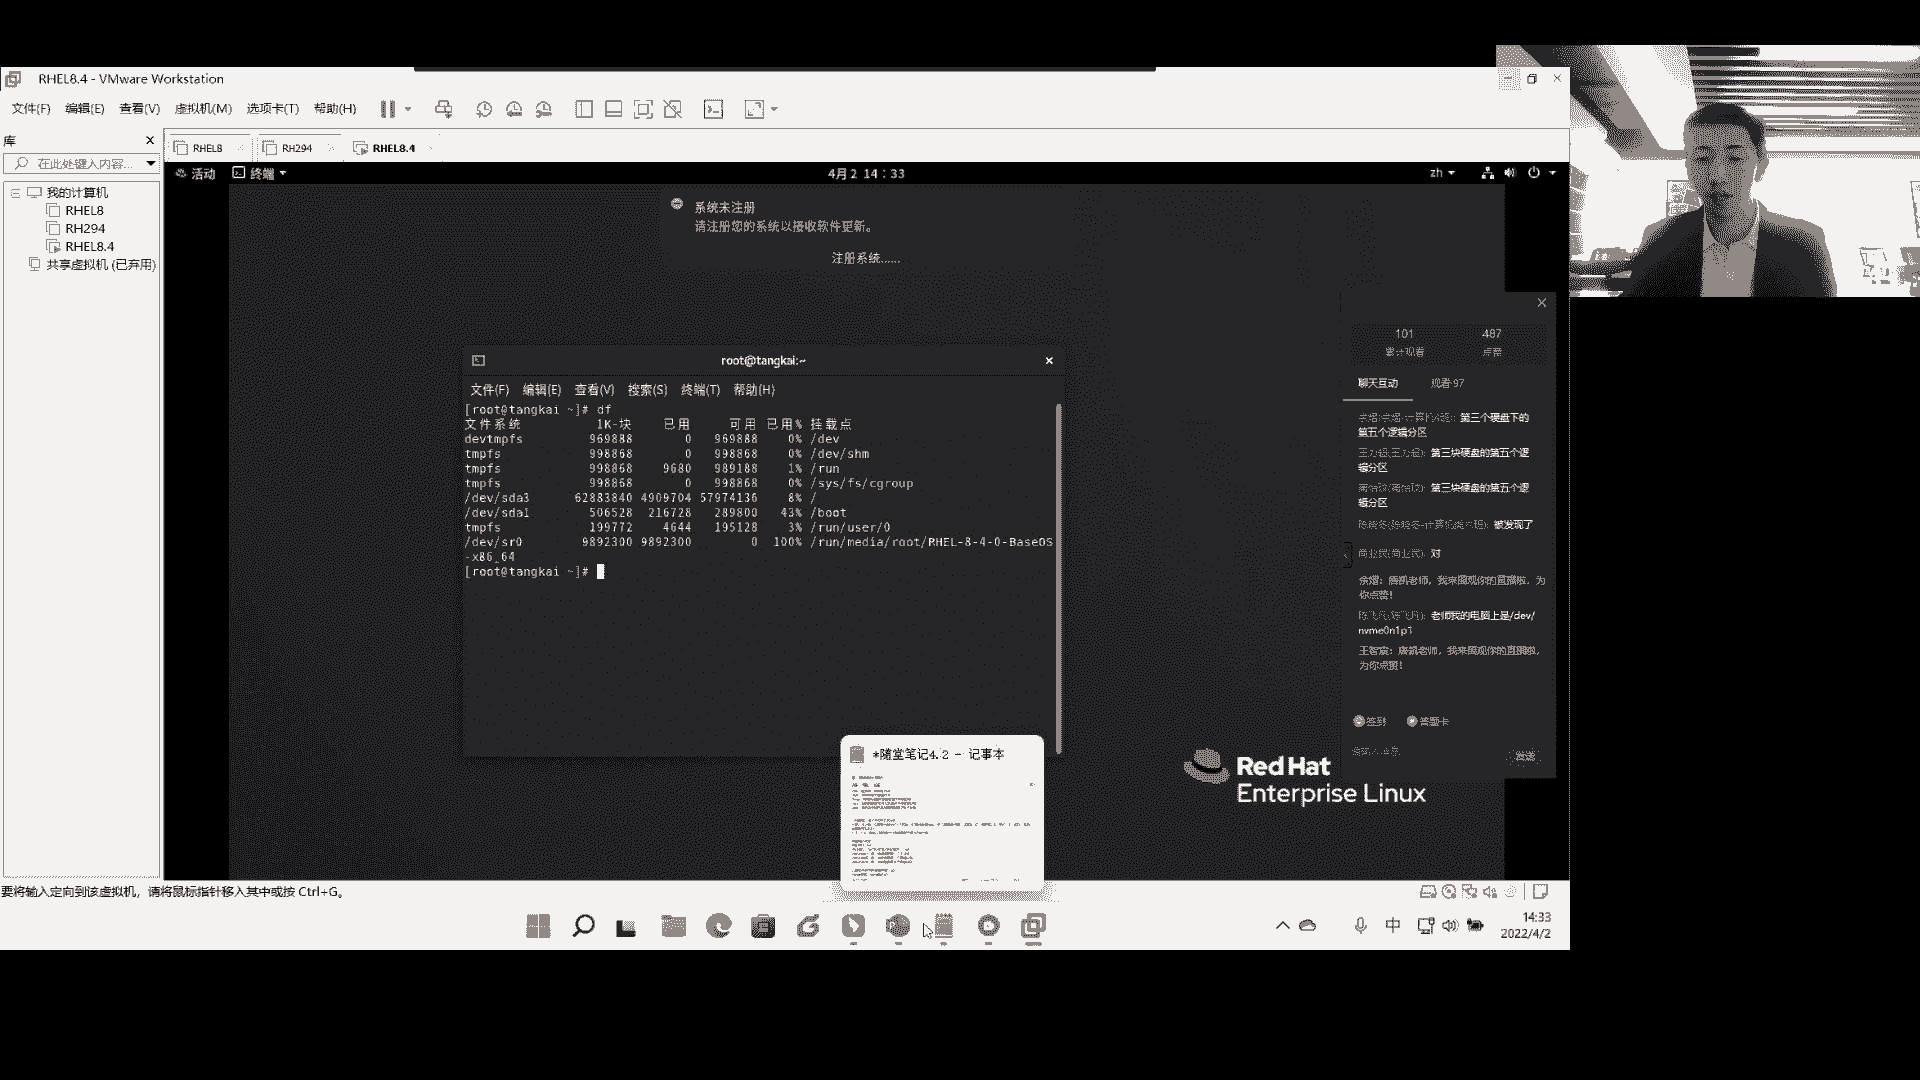 RHEL8.4 - VMware Workstation
文件(F) 编辑(E) 查看(V) 虚拟机(M) 选项卡(T) 帮助(H)
库
在此处键入内容...
我的计算机
RHEL8
RH294
RHEL8.4
共享虚拟机 (已弃用)
RHEL8 RH294 RHEL8.4
活动 终端 4月2 14：33 zh
系统未注册
请注册您的系统以接收软件更新。
注册系统......
root@tangkai:~
文件(F) 编辑(E) 查看(V) 搜索(S) 终端(T) 帮助(H)
[root@tangkai ~]# df
文件系统 1K-块 已用 可用 已用% 挂载点
devtmpfs 969888 0 969888 0% /dev
tmpfs 998868 0 998868 0% /dev/shm
tmpfs 998868 9680 989188 1% /run
tmpfs 998868 0 998868 0% /sys/fs/cgroup
/dev/sda3 62883840 4909704 57974136 8% /
/dev/sda1 506528 216728 289800 43% /boot
tmpfs 199772 4644 195128 3% /run/user/0
/dev/sr0 9892300 9892300 0 100% /run/media/root/RHEL-8-4-0-BaseOS
-x86_64
[root@tangkai ~]#
101 487
累计观看 点赞
聊天互动 观看·97
第三个硬盘下的
第五个逻辑分区
第三块硬盘的第五个逻
辑分区
第三块硬盘的第五个逻
辑分区
被发现了
对
唐凯老师，我来围观你的直播啦，为
你点赞！
老师我的电脑上是/dev/
nvme0n1p1
王智宸：唐凯老师，我来围观你的直播啦，
为你点赞！
签到 答题卡
发送
*随堂笔记4.2 - 记事本
Red Hat
Enterprise Linux
要将输入定向到该虚拟机，请将鼠标指针移入其中或按 Ctrl+G。
中
14:33
2022/4/2